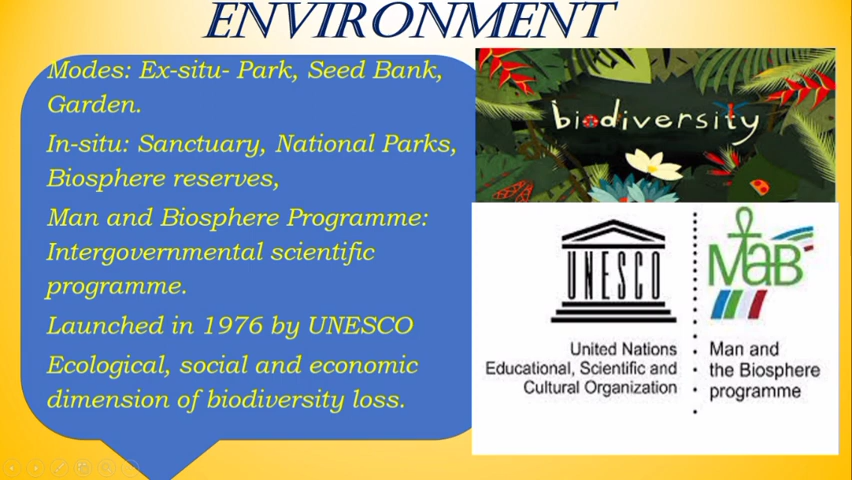 ENVIRONMENT
Modes: Ex-situ- Park, Seed Bank,
Garden.
In-situ: Sanctuary, National Parks,
Biosphere reserves,
Man and Biosphere Programme:
Intergovernmental scientific
programme.
Launched in 1976 by UNESCO
Ecological, social and economic
dimension of biodiversity loss.
biodiversity
UNESCO
United Nations
Educational, Scientific and
Cultural Organization
MaB
Man and
the Biosphere
programme